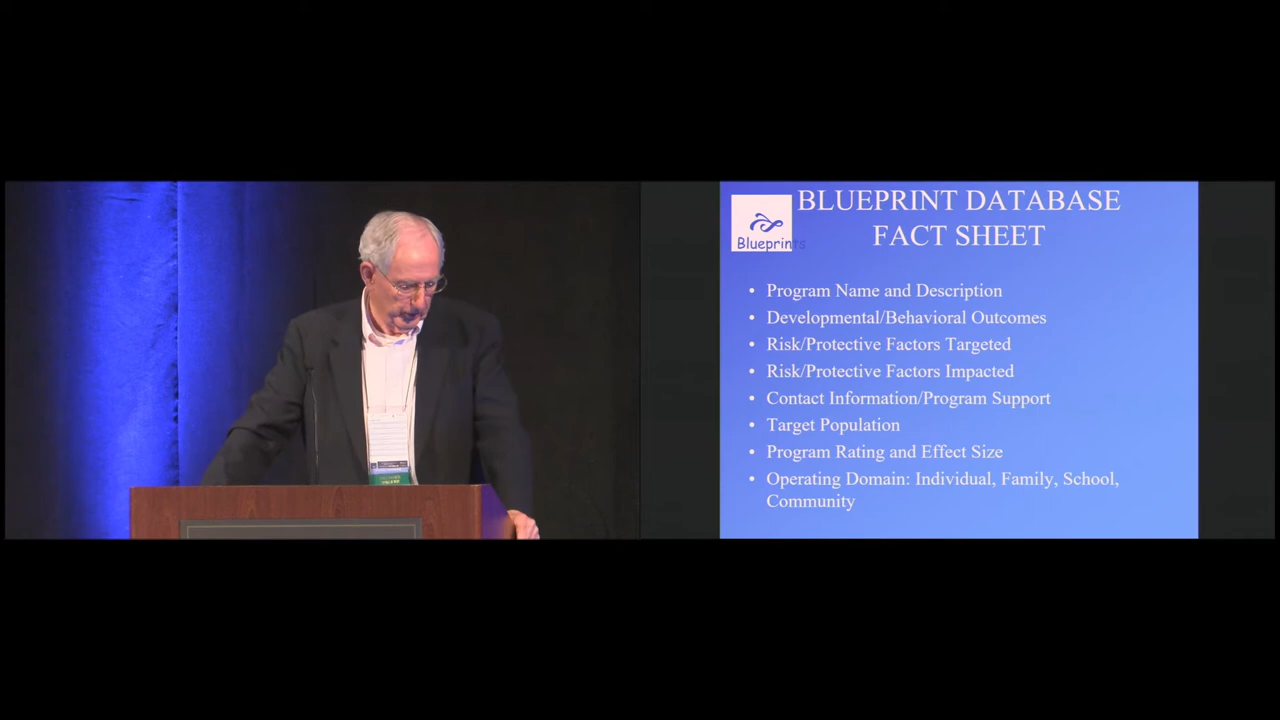 Blueprints
BLUEPRINT DATABASE
FACT SHEET
• Program Name and Description
• Developmental/Behavioral Outcomes
• Risk/Protective Factors Targeted
• Risk/Protective Factors Impacted
• Contact Information/Program Support
• Target Population
• Program Rating and Effect Size
• Operating Domain: Individual, Family, School,
Community